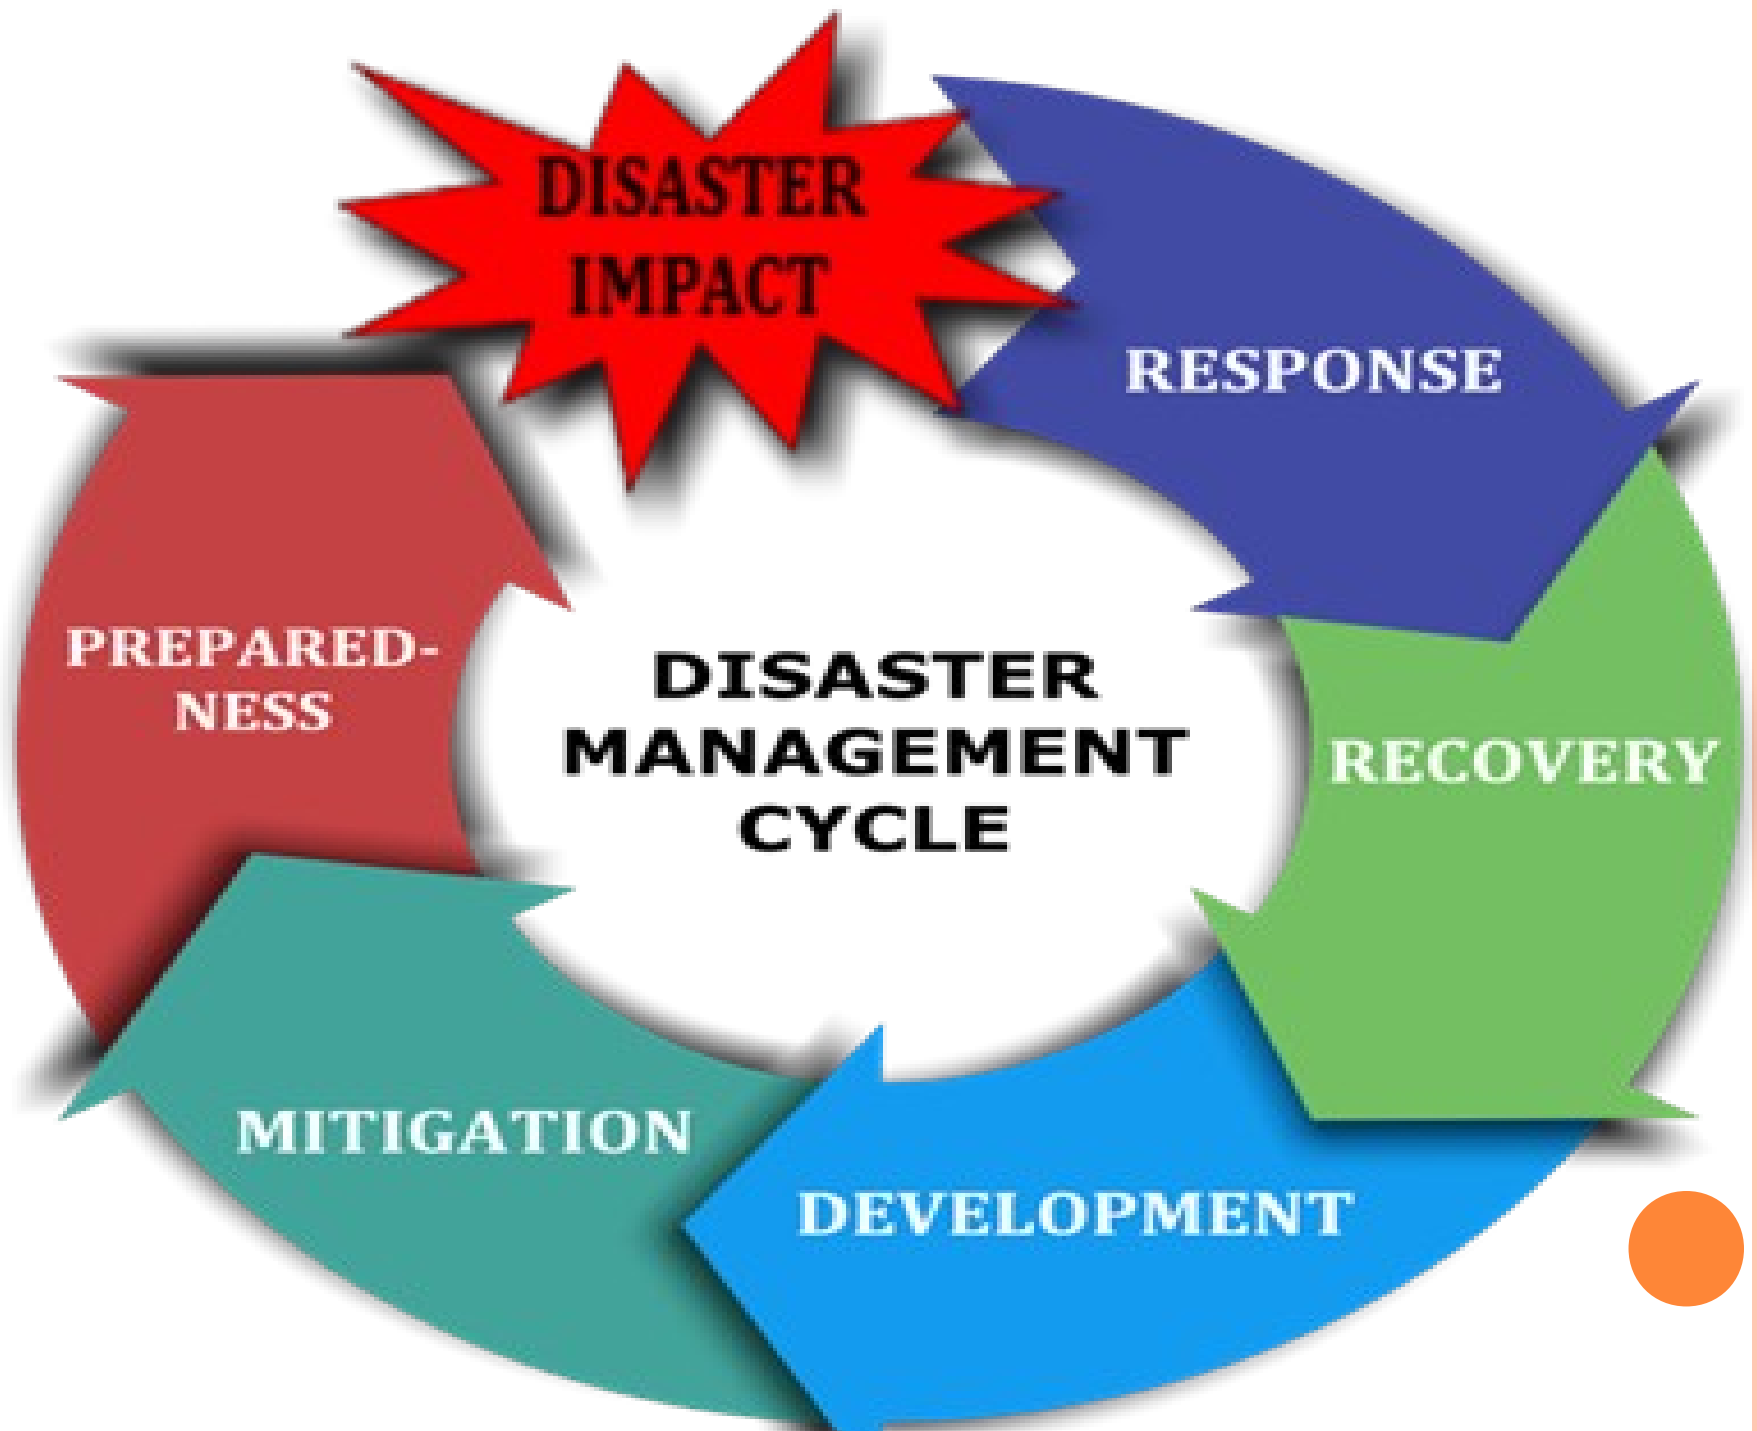 DISASTER
IMPACT
RESPONSE
RECOVERY
DEVELOPMENT
MITIGATION
PREPARED-
NESS
DISASTER
MANAGEMENT
CYCLE